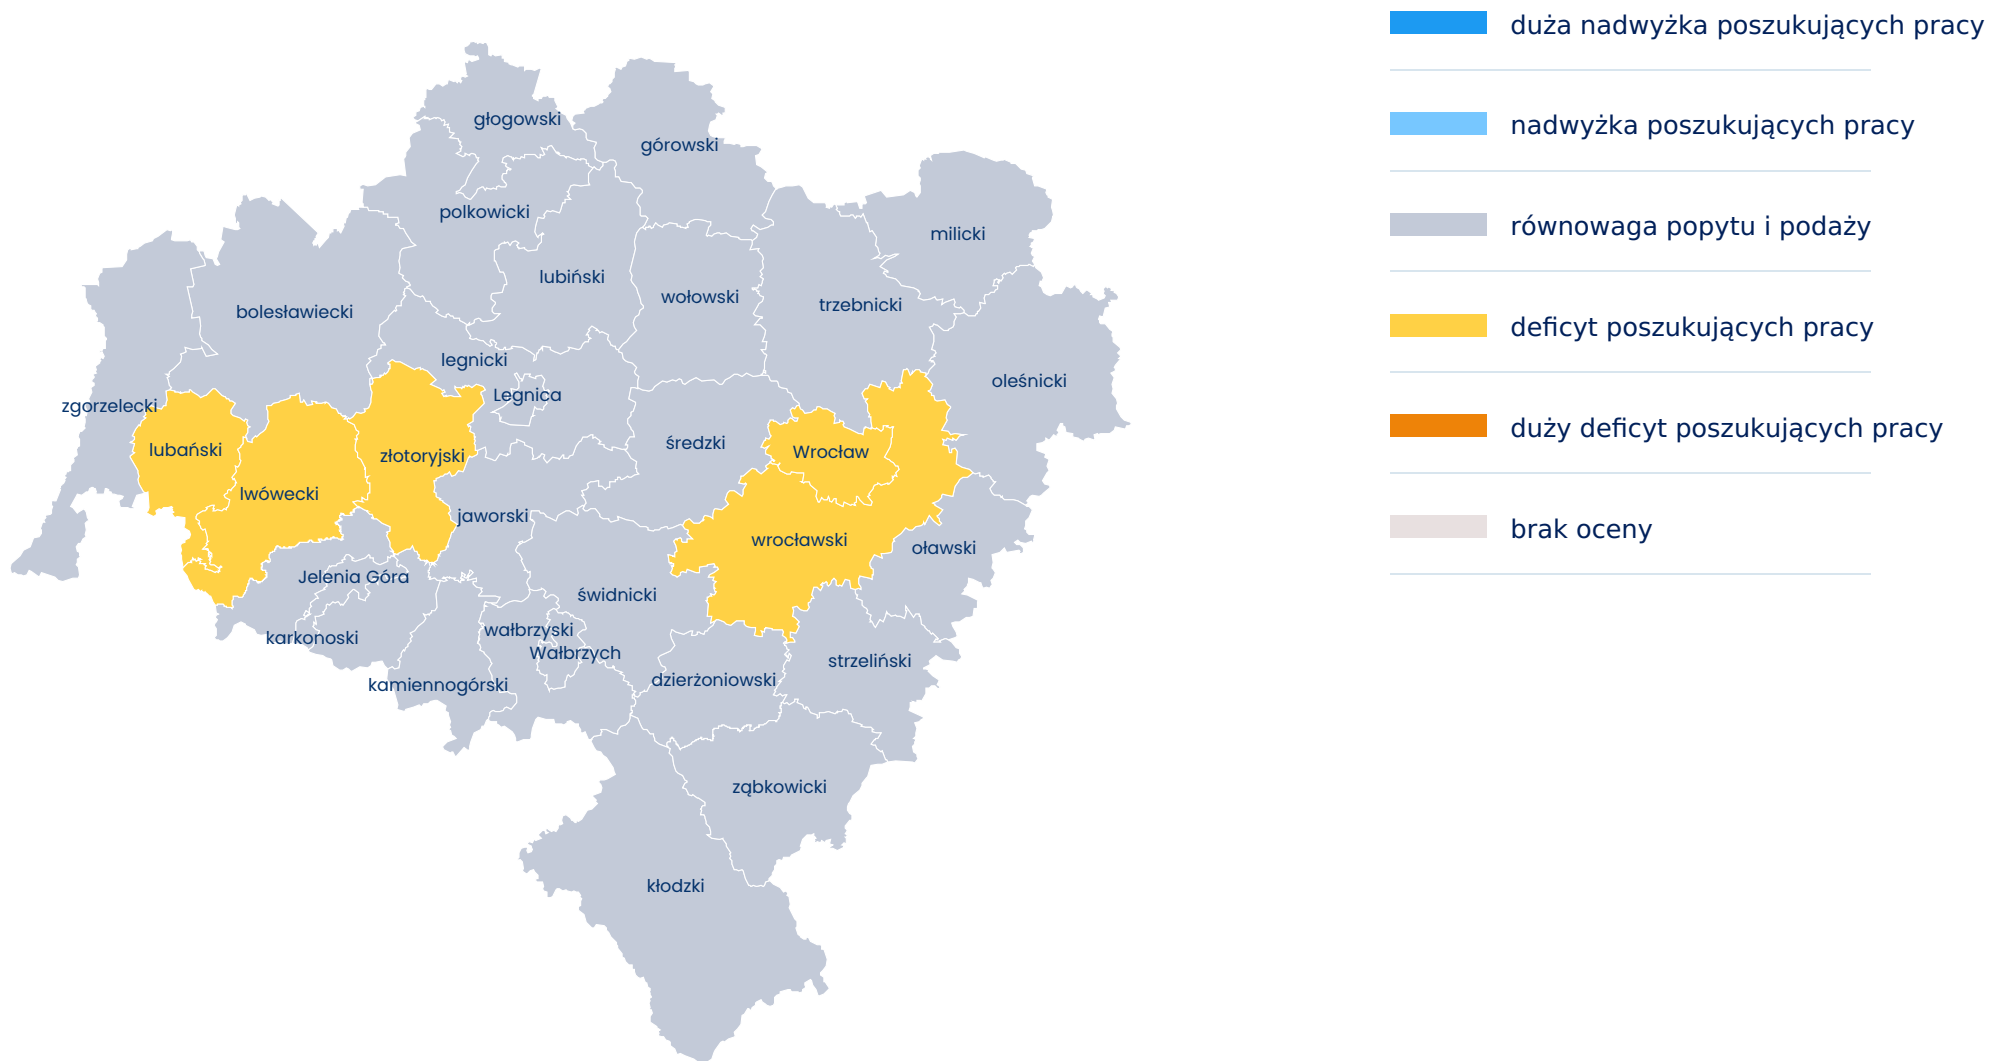 duża nadwyżka poszukujących pracy
nadwyżka poszukujących pracy
równowaga popytu i podaży
deficyt poszukujących pracy
duży deficyt poszukujących pracy
brak oceny
głogowski
górowski
polkowicki
milicki
lubiński
wołowski
trzebnicki
bolesławiecki
legnicki
oleśnicki
Legnica
zgorzelecki
średzki
lubański
złotoryjski
Wrocław
lwówecki
jaworski
wrocławski
oławski
Jelenia Góra
świdnicki
wałbrzyski
karkonoski
Wałbrzych
strzeliński
kamiennogórski
dzierżoniowski
ząbkowicki
kłodzki